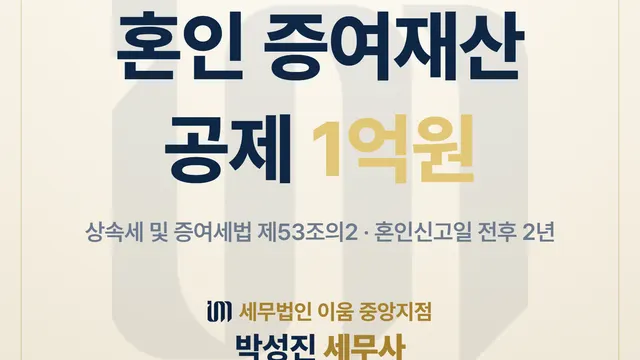 혼인 증여재산
공제 1억원
상속세 및 증여세법 제53조의2 · 혼인신고일 전후 2년
세무법인 이움 중앙지점
박성진 세무사